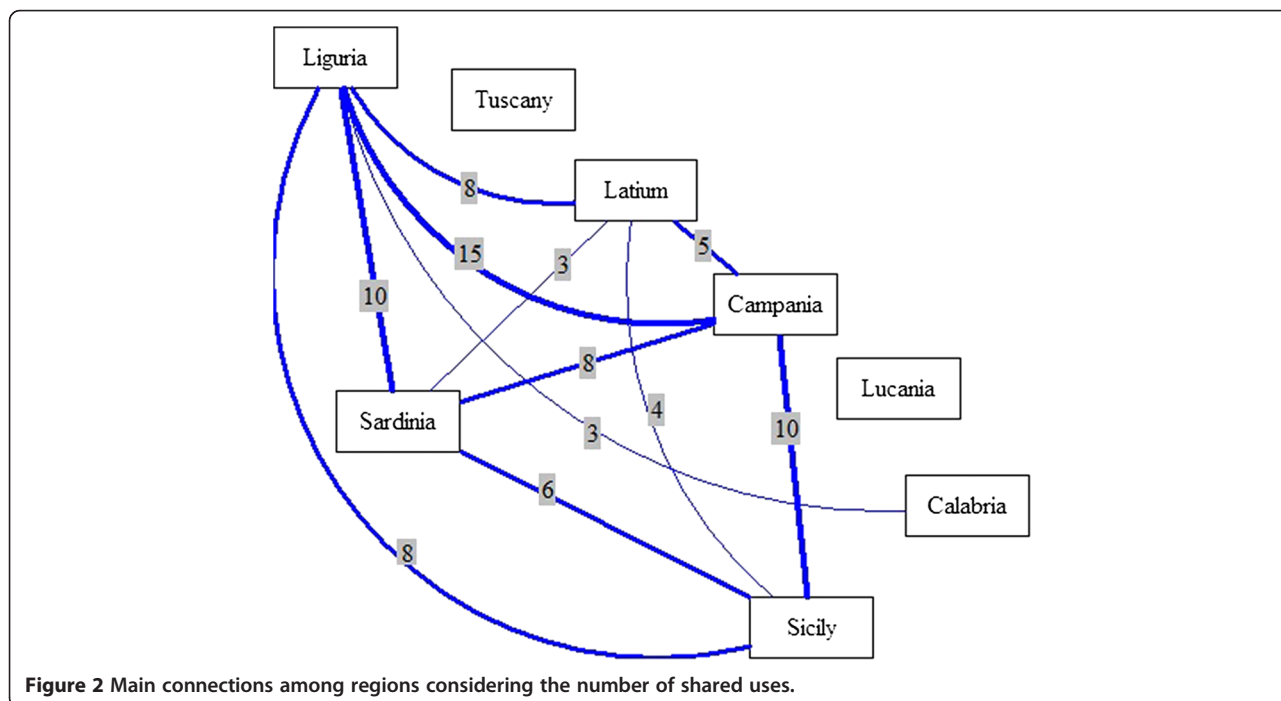 Liguria
Tuscany
Latium
8
5
15
3
10
Campania
8
Lucania
Sardinia
4
10
3
6
Calabria
8
Sicily
Figure 2 Main connections among regions considering the number of shared uses.